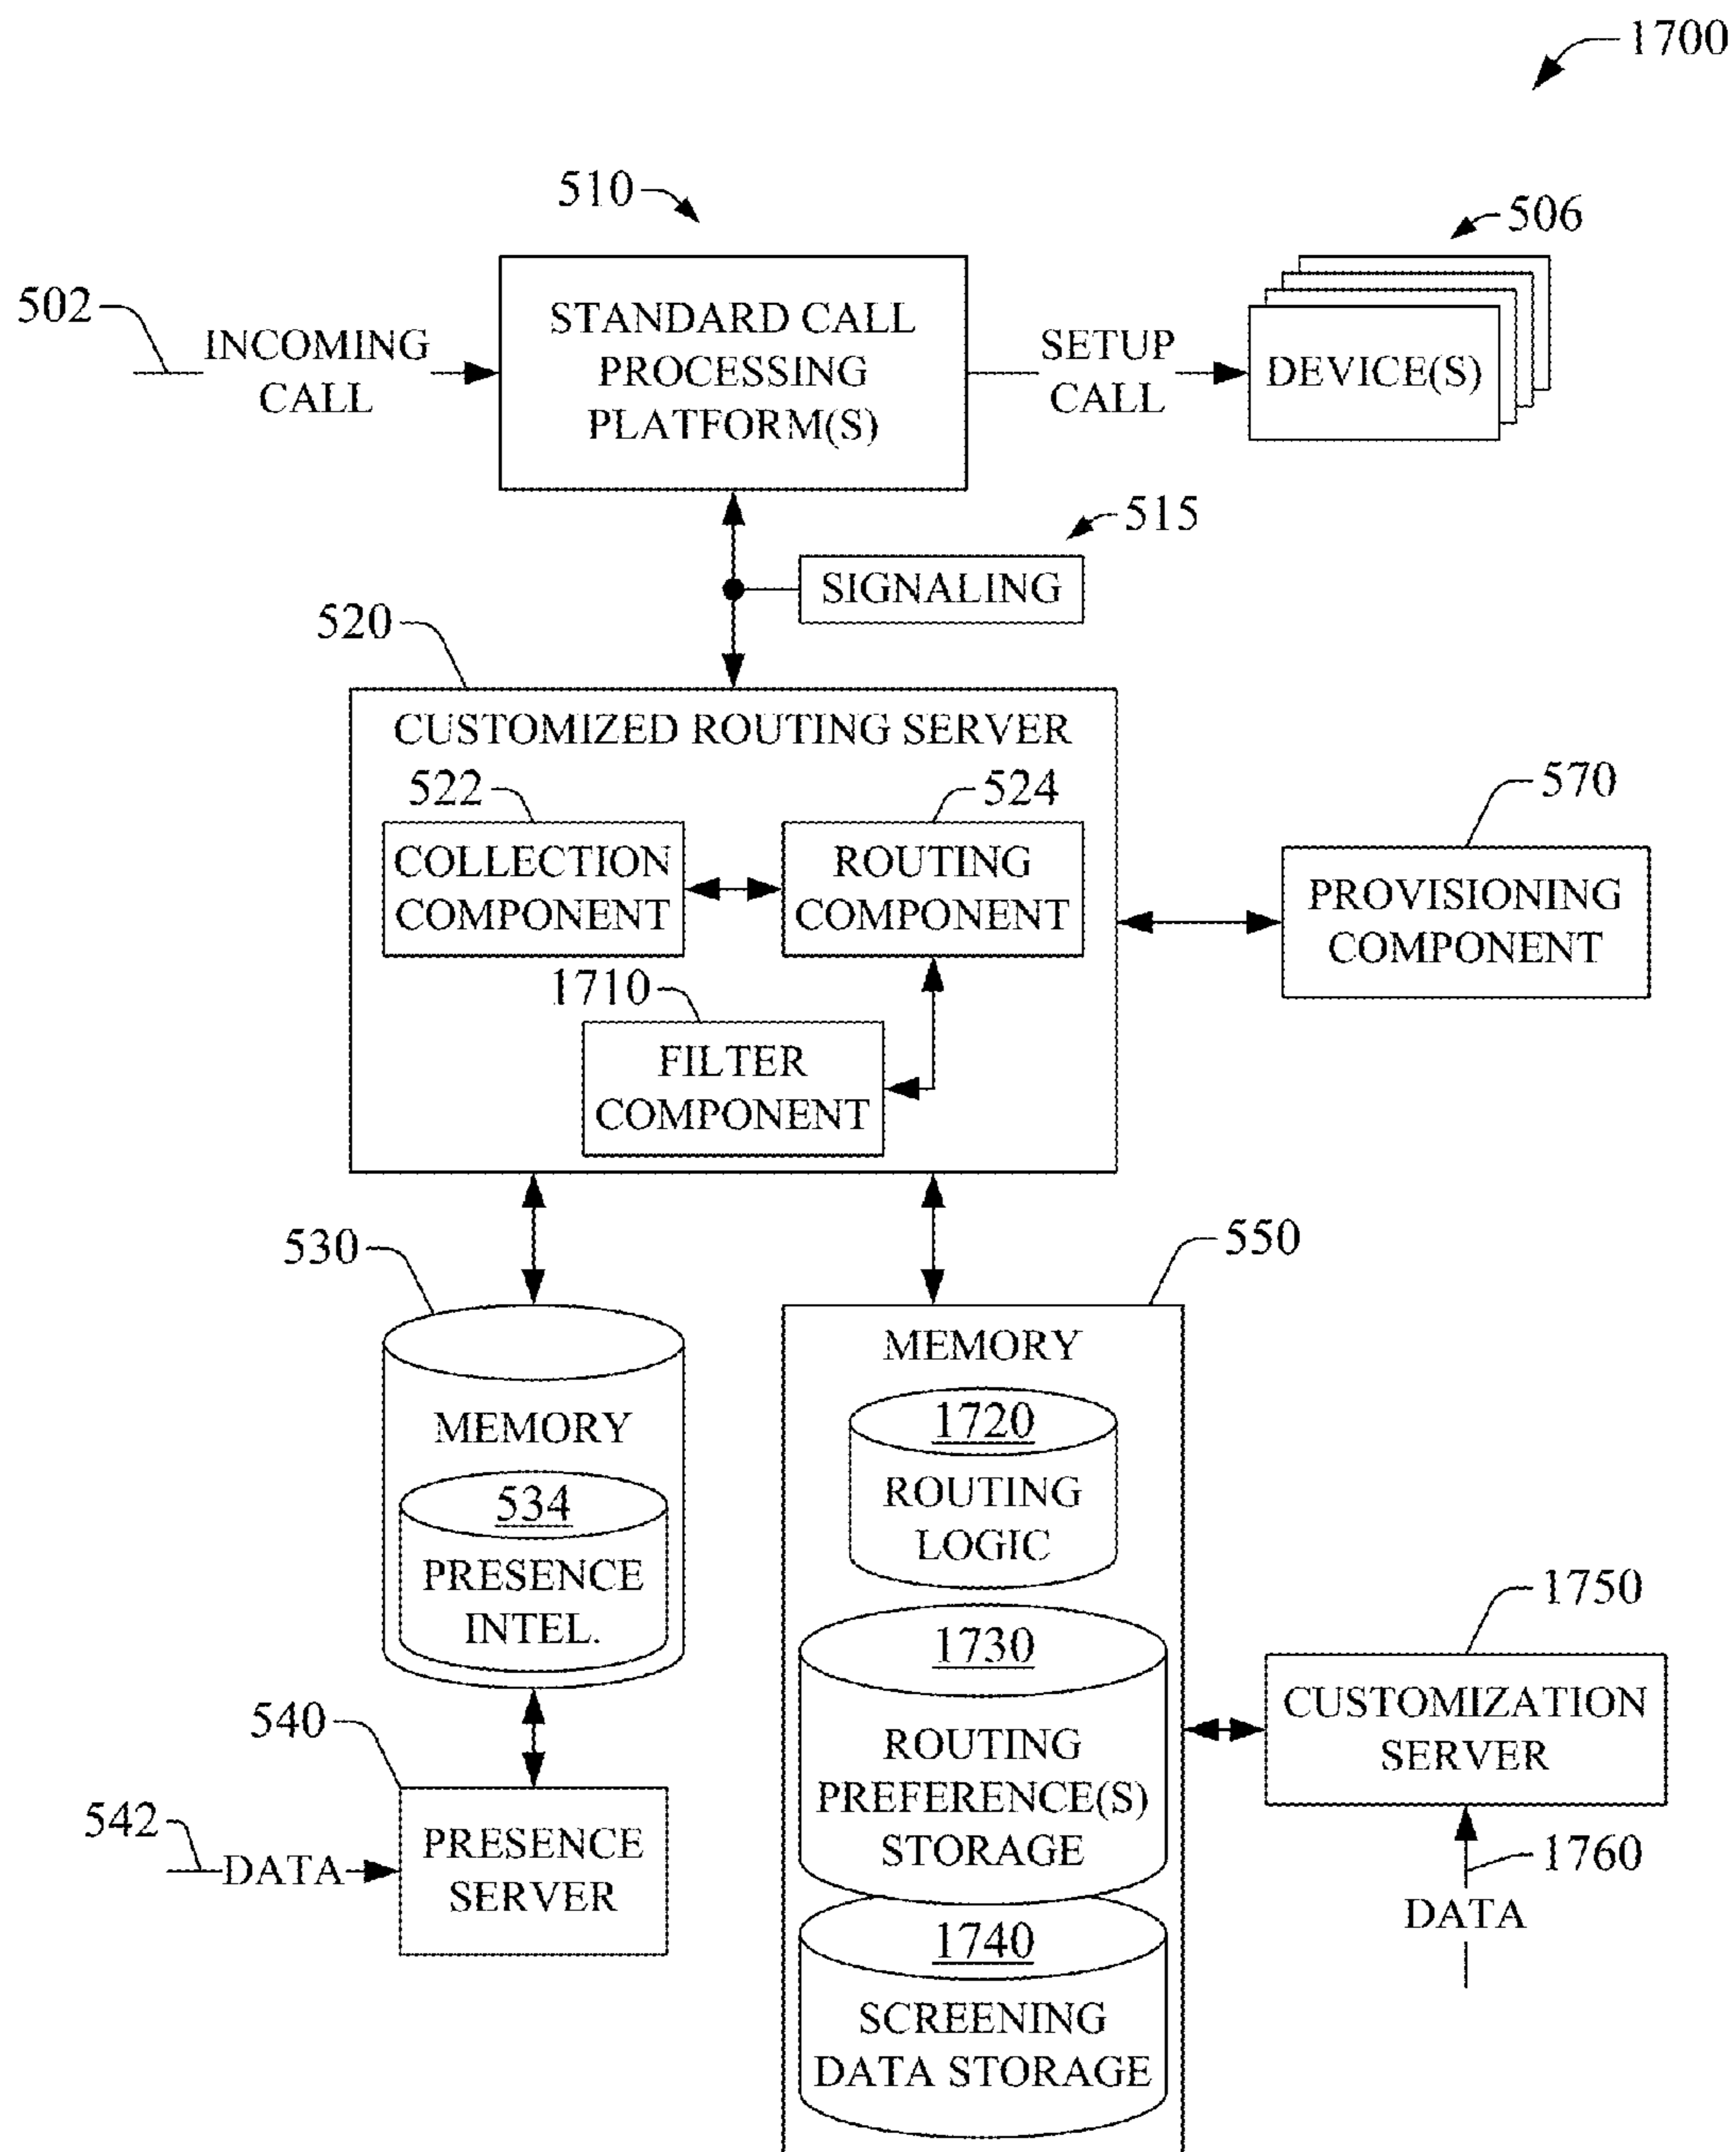 1700
510
506
502
INCOMING
CALL
STANDARD CALL
PROCESSING
PLATFORM(S)
SETUP
CALL
DEVICE(S)
515
SIGNALING
520
CUSTOMIZED ROUTING SERVER
522
524
570
COLLECTION
COMPONENT
ROUTING
COMPONENT
PROVISIONING
COMPONENT
1710
FILTER
COMPONENT
530
550
MEMORY
534
PRESENCE
INTEL.
MEMORY
1720
ROUTING
LOGIC
1730
ROUTING
PREFERENCE(S)
STORAGE
1740
SCREENING
DATA STORAGE
1750
CUSTOMIZATION
SERVER
1760
DATA
540
542
DATA
PRESENCE
SERVER